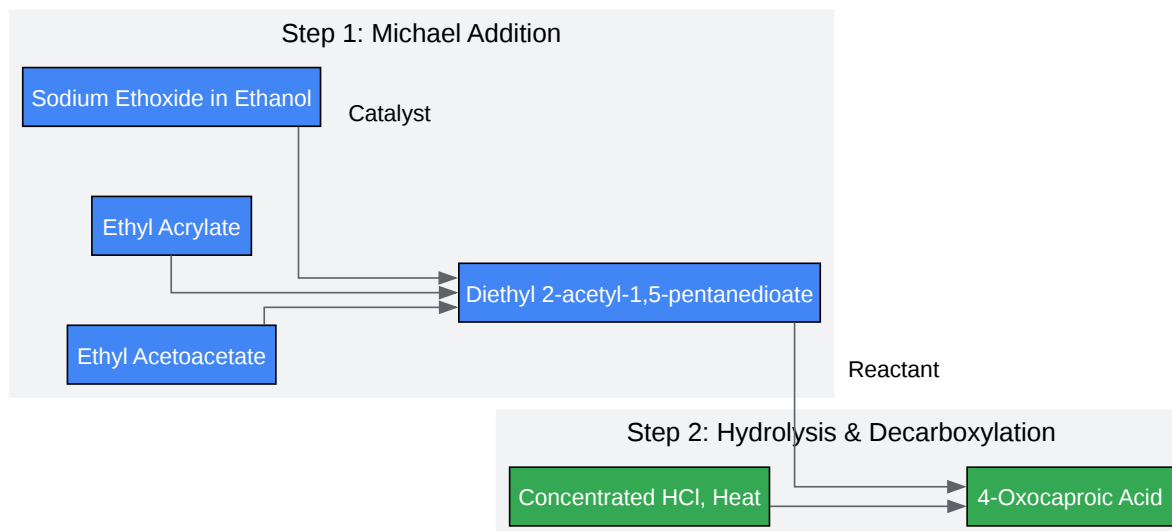 Step 1: Michael Addition
Sodium Ethoxide in Ethanol
Catalyst
Ethyl Acrylate
Diethyl 2-acetyl-1,5-pentanedioate
Ethyl Acetoacetate
Reactant
Step 2: Hydrolysis & Decarboxylation
Concentrated HCl, Heat
4-Oxocaproic Acid